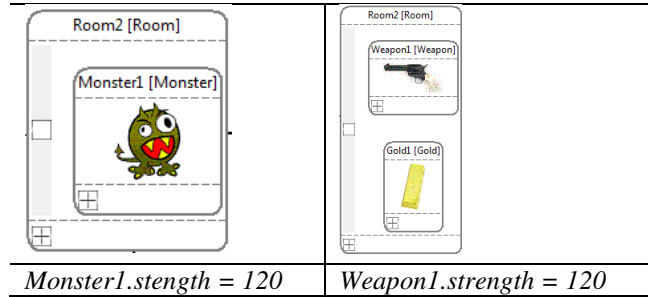 Room2 [Room]
Monster1 [Monster]
Monster1.stength = 120
Room2 [Room]
Weapon1 [Weapon]
Gold1 [Gold]
Weapon1.strength = 120